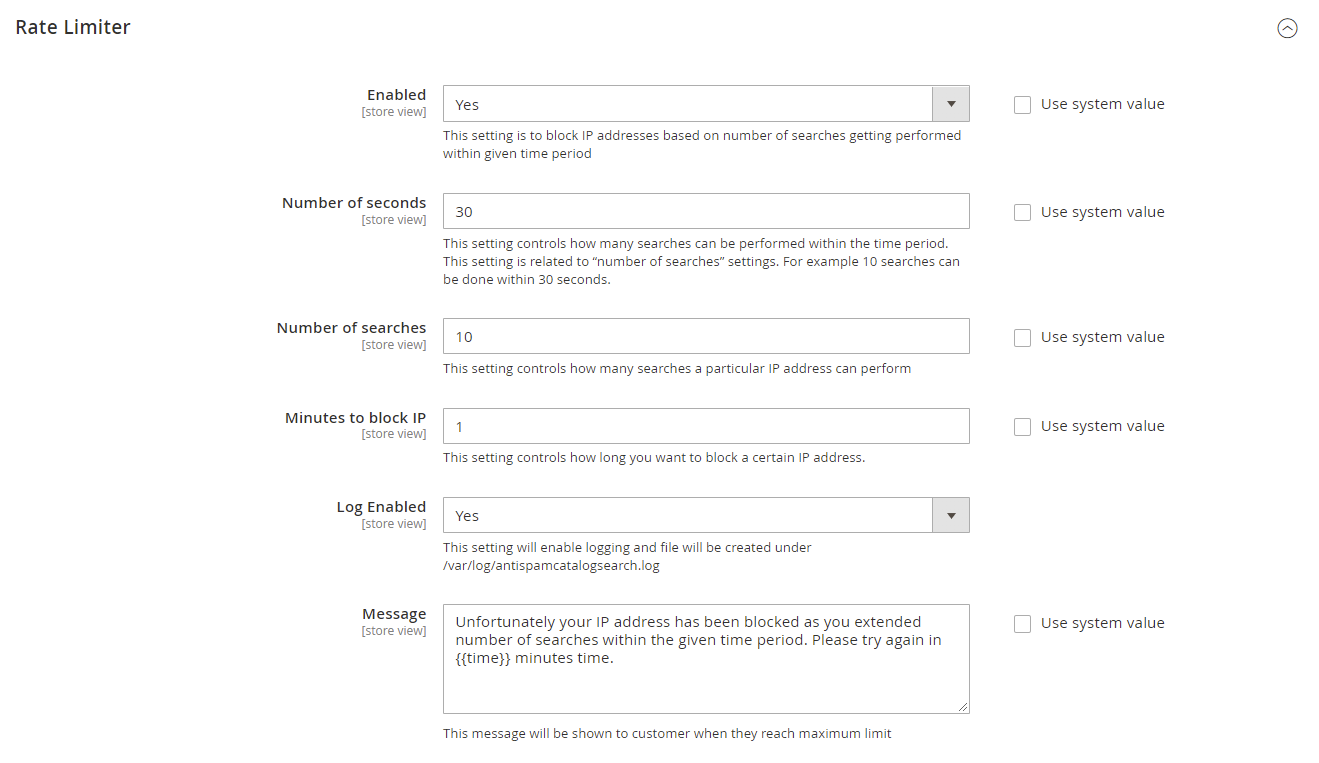 Rate Limiter
Enabled
[store view]
Yes
Use system value
This setting is to block IP addresses based on number of searches getting performed
within given time period
Number of seconds
[store view]
30
Use system value
This setting controls how many searches can be performed within the time period.
This setting is related to “number of searches” settings. For example 10 searches can
be done within 30 seconds.
Number of searches
[store view]
10
Use system value
This setting controls how many searches a particular IP address can perform
Minutes to block IP
[store view]
1
Use system value
This setting controls how long you want to block a certain IP address.
Log Enabled
[store view]
Yes
This setting will enable logging and file will be created under
/var/log/antispamcatalogsearch.log
Message
[store view]
Unfortunately your IP address has been blocked as you extended
number of searches within the given time period. Please try again in
{{time}} minutes time.
Use system value
This message will be shown to customer when they reach maximum limit